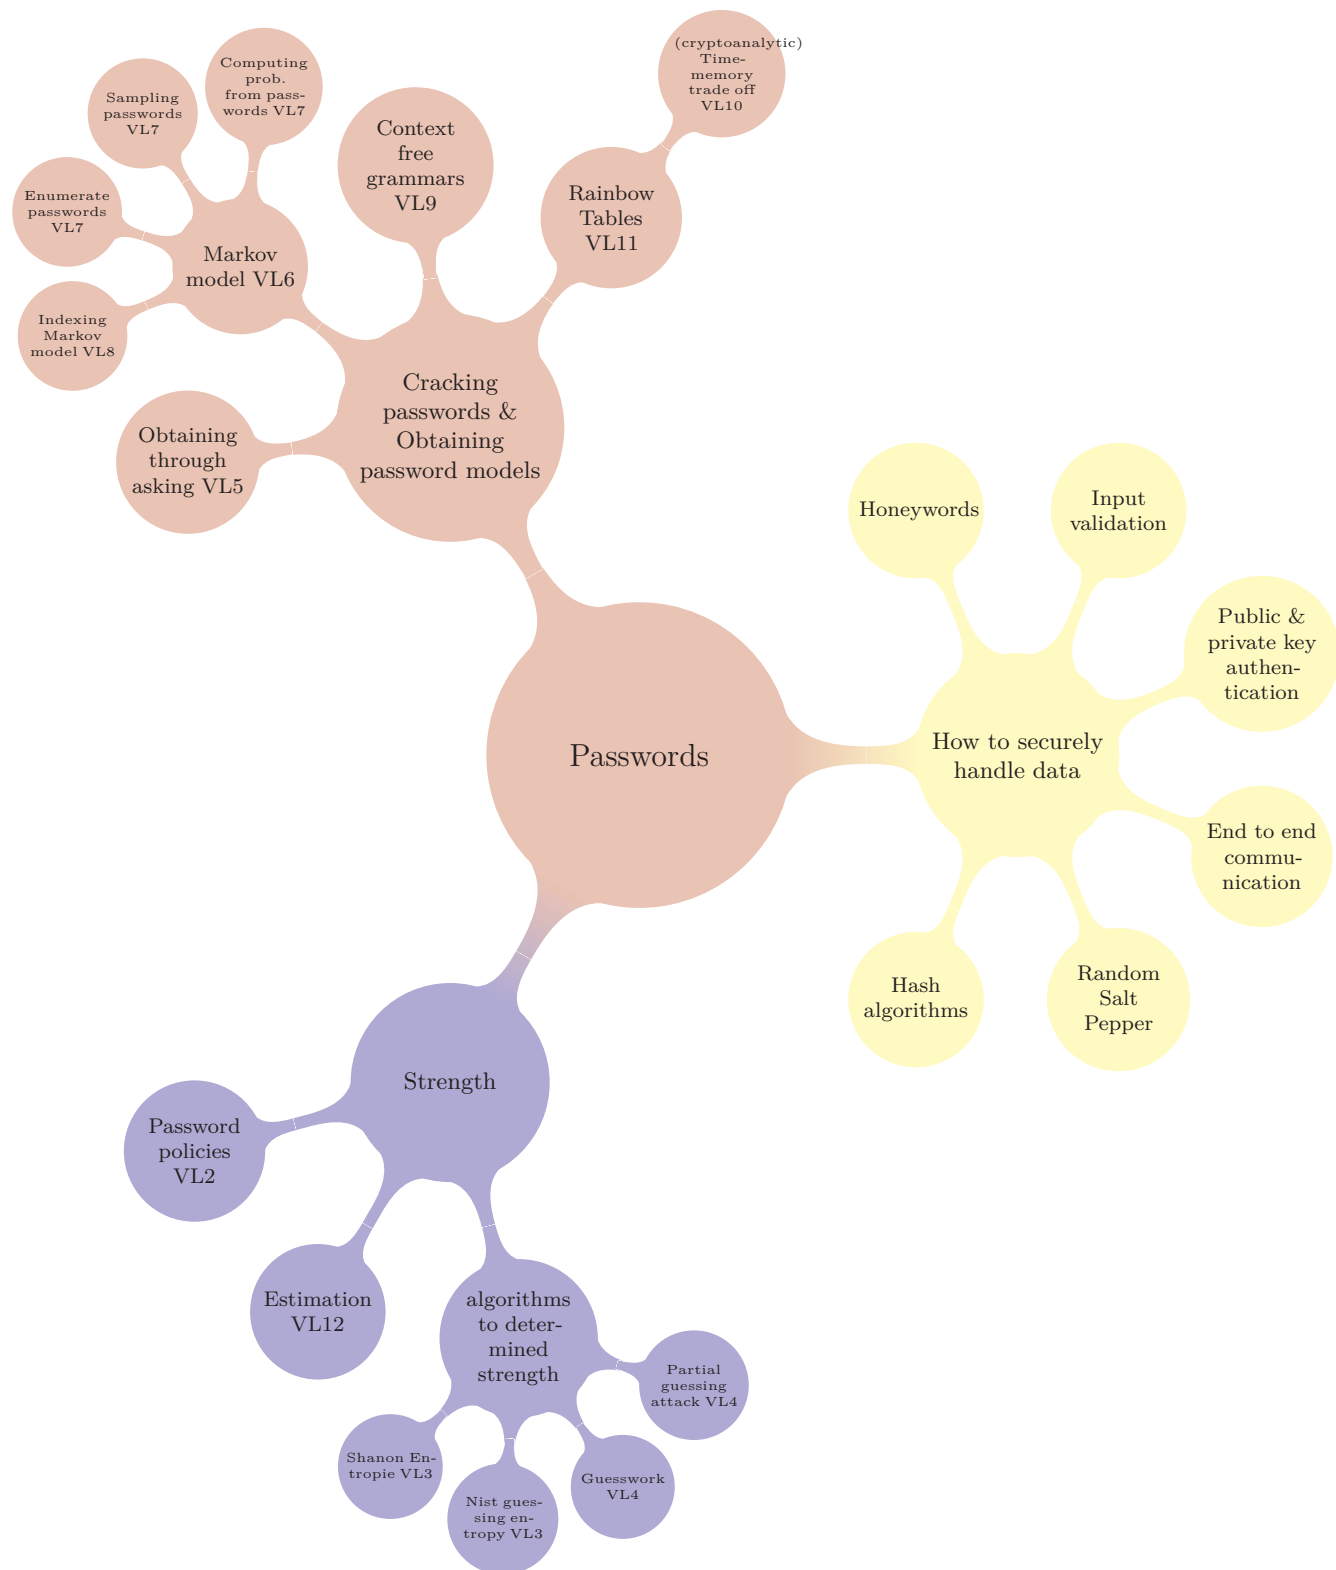 (cryptoanalytic)
Time-
memory
trade off
VL10
Computing
prob.
from pass-
words VL7
Sampling
passwords
VL7
Context
free
grammars
VL9
Rainbow
Tables
VL11
Enumerate
passwords
VL7
Markov
model VL6
Indexing
Markov
model VL8
Cracking
passwords &
Obtaining
password models
Obtaining
through
asking VL5
Honeywords
Input
validation
Public &
private key
authen-
tication
Passwords
How to securely
handle data
End to end
commu-
nication
Hash
algorithms
Random
Salt
Pepper
Strength
Password
policies
VL2
Estimation
VL12
algorithms
to deter-
mined
strength
Partial
guessing
attack VL4
Shanon En-
tropie VL3
Nist gues-
sing en-
tropy VL3
Guesswork
VL4